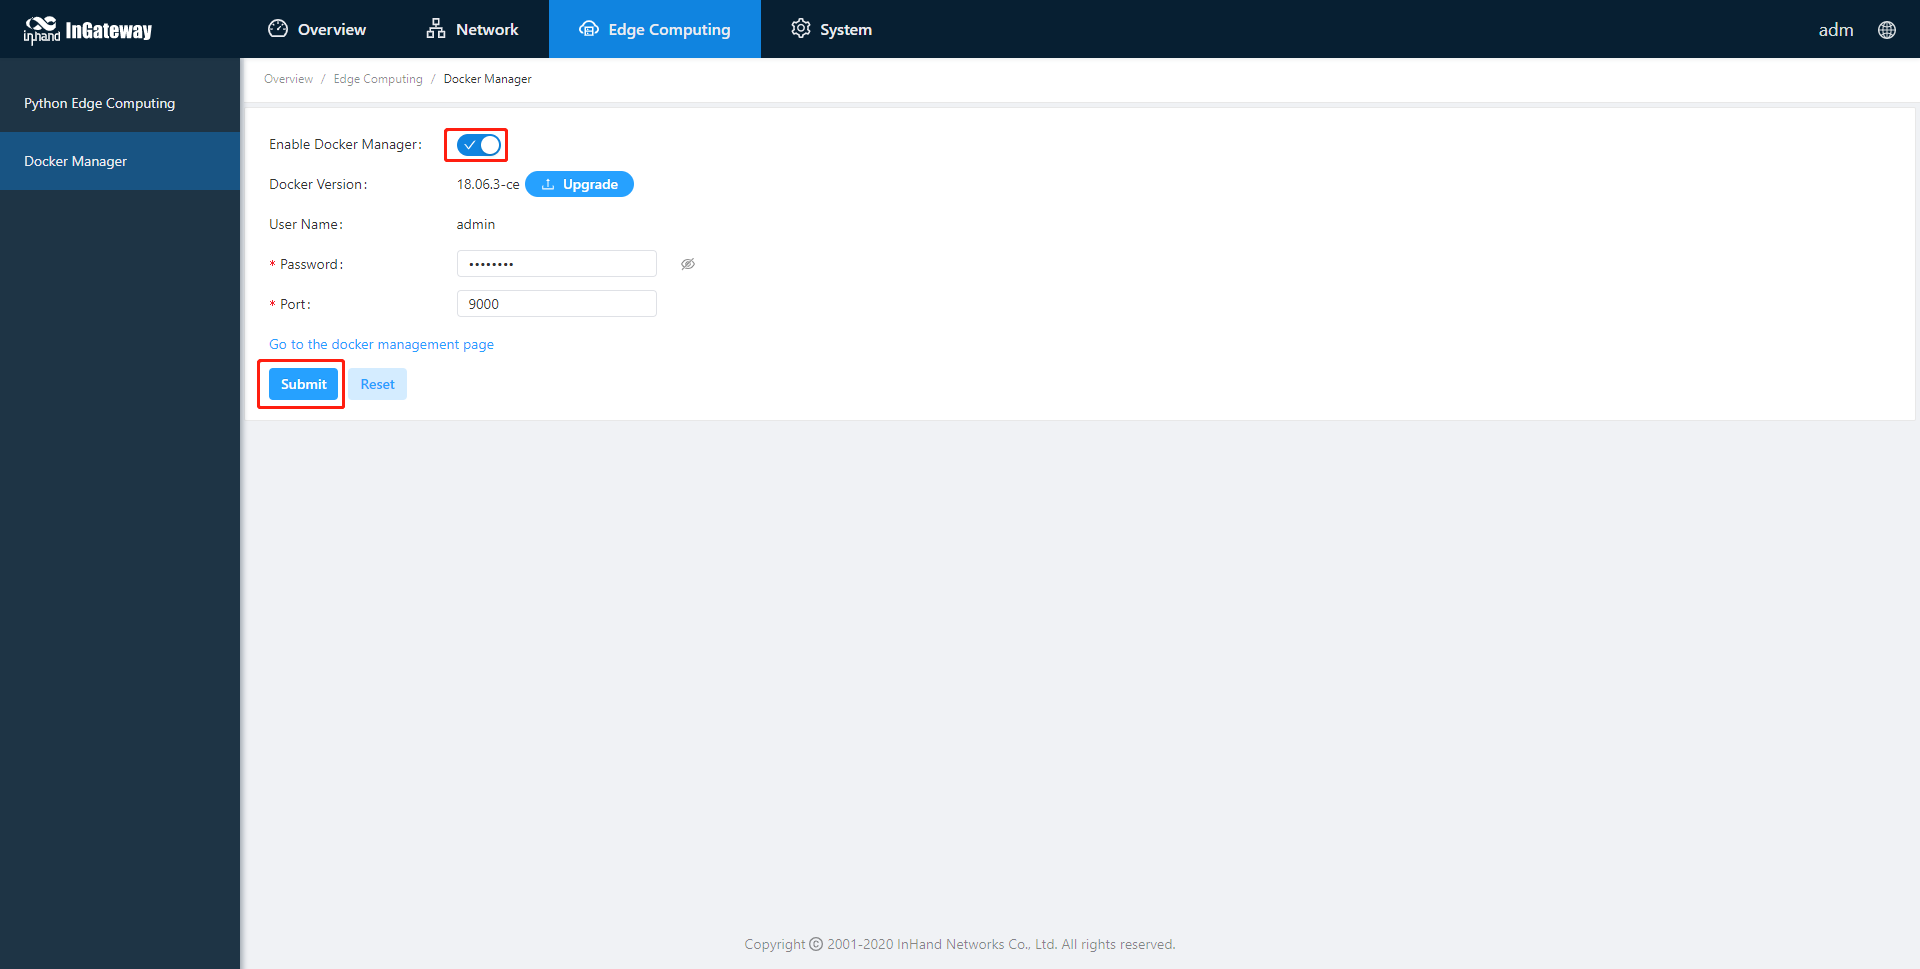 inhand InGateway
Overview
Network
Edge Computing
System
adm
Python Edge Computing
Docker Manager
Overview / Edge Computing / Docker Manager
Enable Docker Manager:
Docker Version: 18.06.3-ce Upgrade
User Name: admin
* Password: ••••••••
* Port: 9000
Go to the docker management page
Submit Reset
Copyright © 2001-2020 InHand Networks Co., Ltd. All rights reserved.